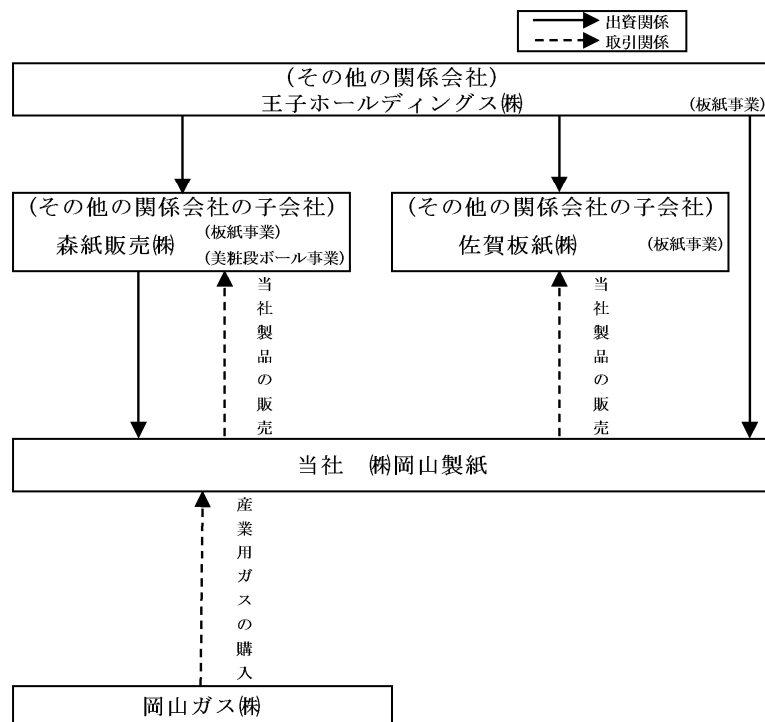 出資関係
取引関係
(その他の関係会社)
王子ホールディングス㈱
(板紙事業)
(その他の関係会社の子会社)
森紙販売㈱
(板紙事業)
(美粧段ボール事業)
(その他の関係会社の子会社)
佐賀板紙㈱
(板紙事業)
当社製品の販売
当社製品の販売
当社　㈱岡山製紙
産業用ガスの購入
岡山ガス㈱